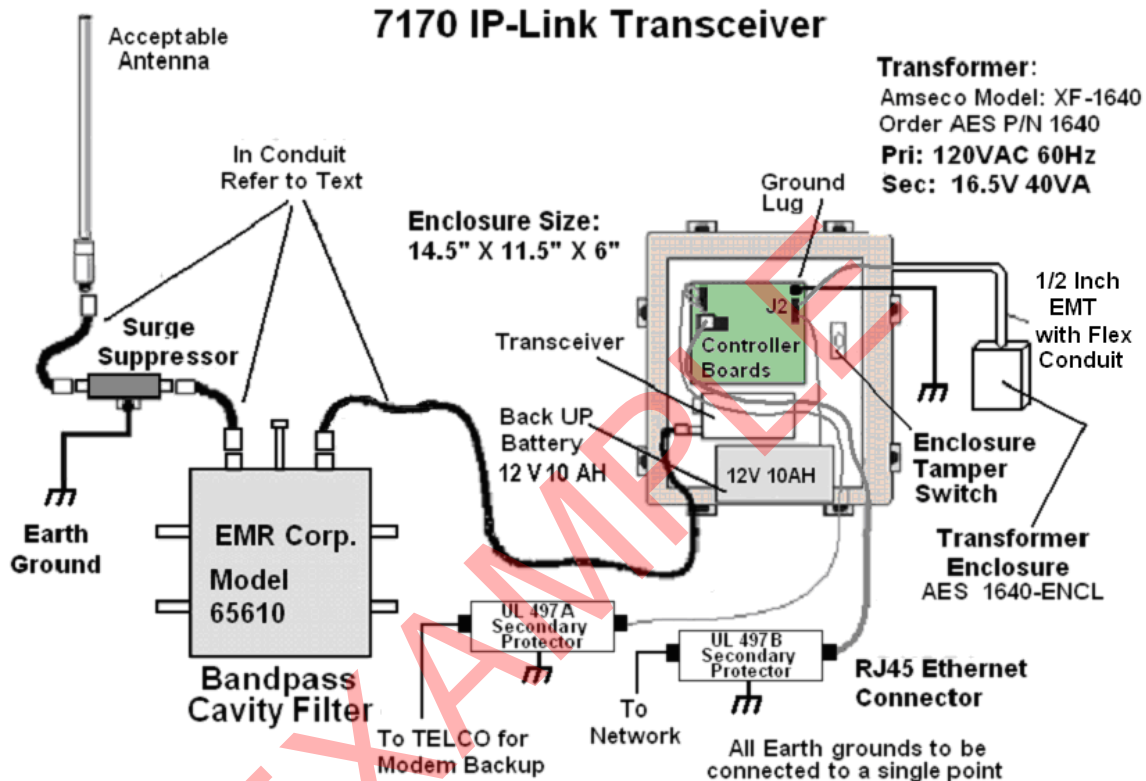 7170 IP-Link Transceiver
Acceptable
Antenna
Transformer:
Amseco Model: XF-1640
Order AES P/N 1640
Pri: 120VAC 60Hz
Sec: 16.5V 40VA
In Conduit
Refer to Text
Ground
Lug
Enclosure Size:
14.5" X 11.5" X 6"
1/2 Inch
EMT
with Flex
Conduit
J2
Surge
Suppressor
Transceiver
Controller
Boards
Back UP
Battery
12 V 10 AH
12V 10AH
Enclosure
Tamper
Switch
Earth
Ground
EMR Corp.
Model
65610
Transformer
Enclosure
AES 1640-ENCL
UL 497A
Secondary
Protector
UL 497B
Secondary
Protector
RJ45 Ethernet
Connector
Bandpass
Cavity Filter
To TELCO for
Modem Backup
To
Network
All Earth grounds to be
connected to a single point
EXAMPLE